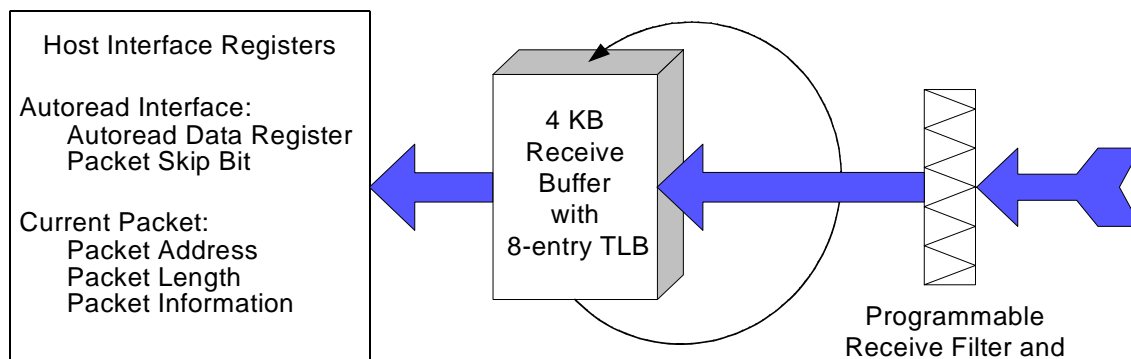 Host Interface Registers
Autoread Interface:
Autoread Data Register
Packet Skip Bit
Current Packet:
Packet Address
Packet Length
Packet Information
4 KB
Receive
Buffer
with
8-entry TLB
Programmable
Receive Filter and